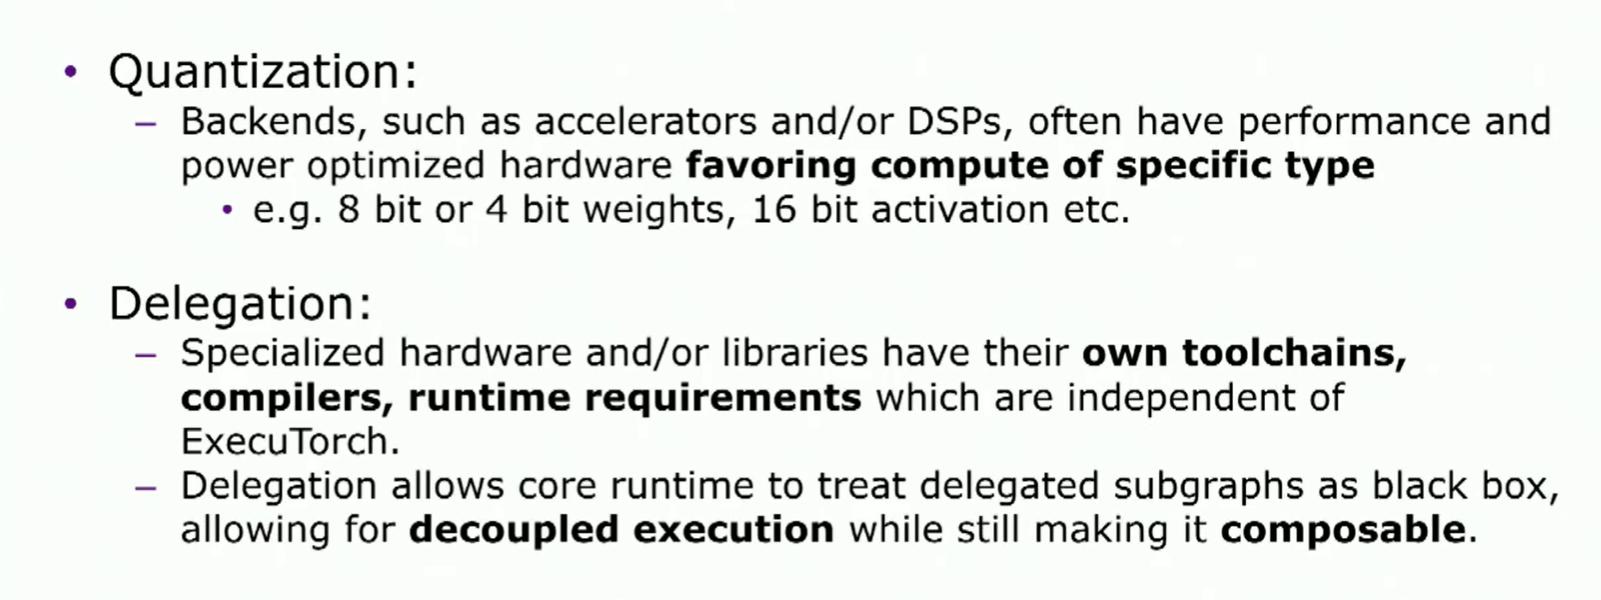 • Quantization:
– Backends, such as accelerators and/or DSPs, often have performance and
power optimized hardware favoring compute of specific type
• e.g. 8 bit or 4 bit weights, 16 bit activation etc.
• Delegation:
– Specialized hardware and/or libraries have their own toolchains,
compilers, runtime requirements which are independent of
ExecuTorch.
– Delegation allows core runtime to treat delegated subgraphs as black box,
allowing for decoupled execution while still making it composable.